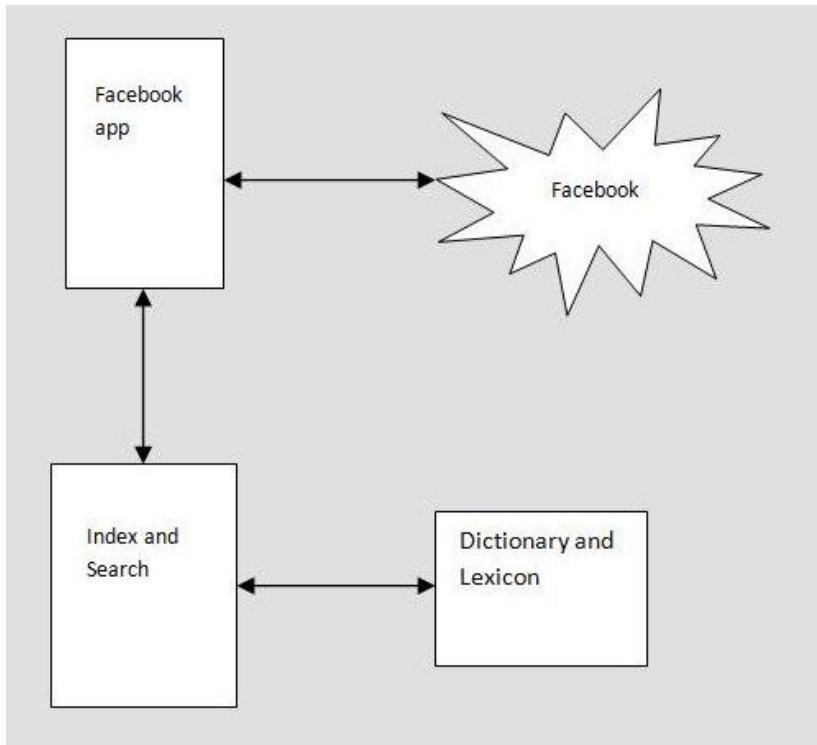 Facebook
app
Facebook
Index and
Search
Dictionary and
Lexicon